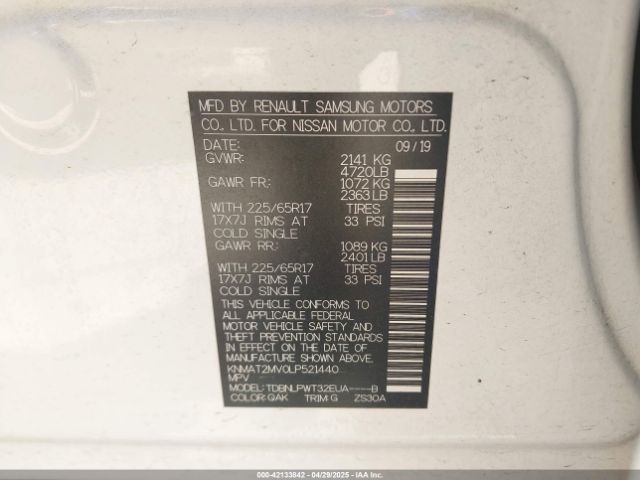 MFD BY RENAULT SAMSUNG MOTORS
CO., LTD. FOR NISSAN MOTOR CO., LTD.
DATE: 09/19
GVWR: 2141 KG
4720LB
GAWR FR: 1072 KG
2363LB
WITH 225/65R17 TIRES
17X7J RIMS AT 33 PSI
COLD SINGLE
GAWR RR: 1089 KG
2401LB
WITH 225/65R17 TIRES
17X7J RIMS AT 33 PSI
COLD SINGLE
THIS VEHICLE CONFORMS TO
ALL APPLICABLE FEDERAL
MOTOR VEHICLE SAFETY AND
THEFT PREVENTION STANDARDS
IN EFFECT ON THE DATE OF
MANUFACTURE SHOWN ABOVE.
KNMAT2MV0LP521440
MPV
MODEL: TDBNLPWT32EUA----B
COLOR: QAK TRIM: G ZS30A
000-42133842 - 04/29/2025 - IAAI.COM